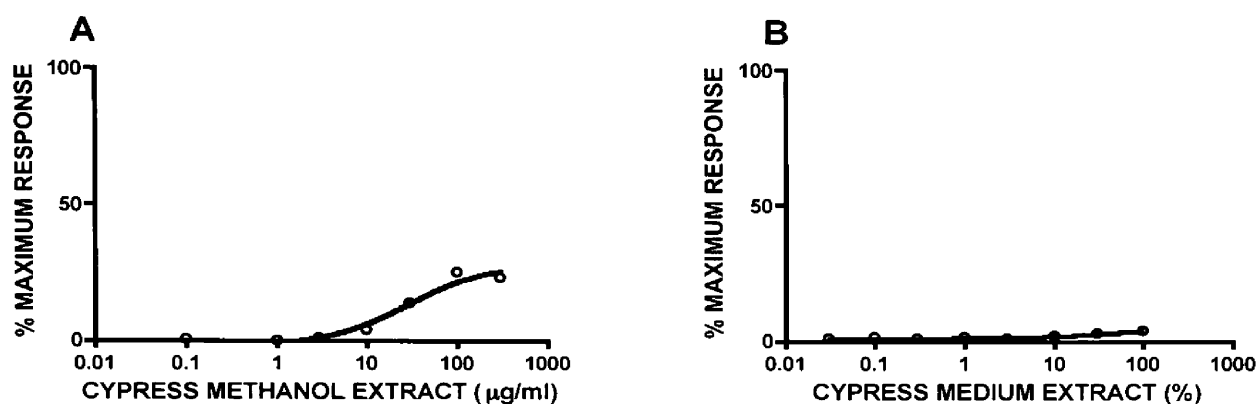 A
% MAXIMUM RESPONSE
100
50
0
0.01 0.1 1 10 100 1000
CYPRESS METHANOL EXTRACT (μg/ml)
B
% MAXIMUM RESPONSE
100
50
0
0.01 0.1 1 10 100 1000
CYPRESS MEDIUM EXTRACT (%)